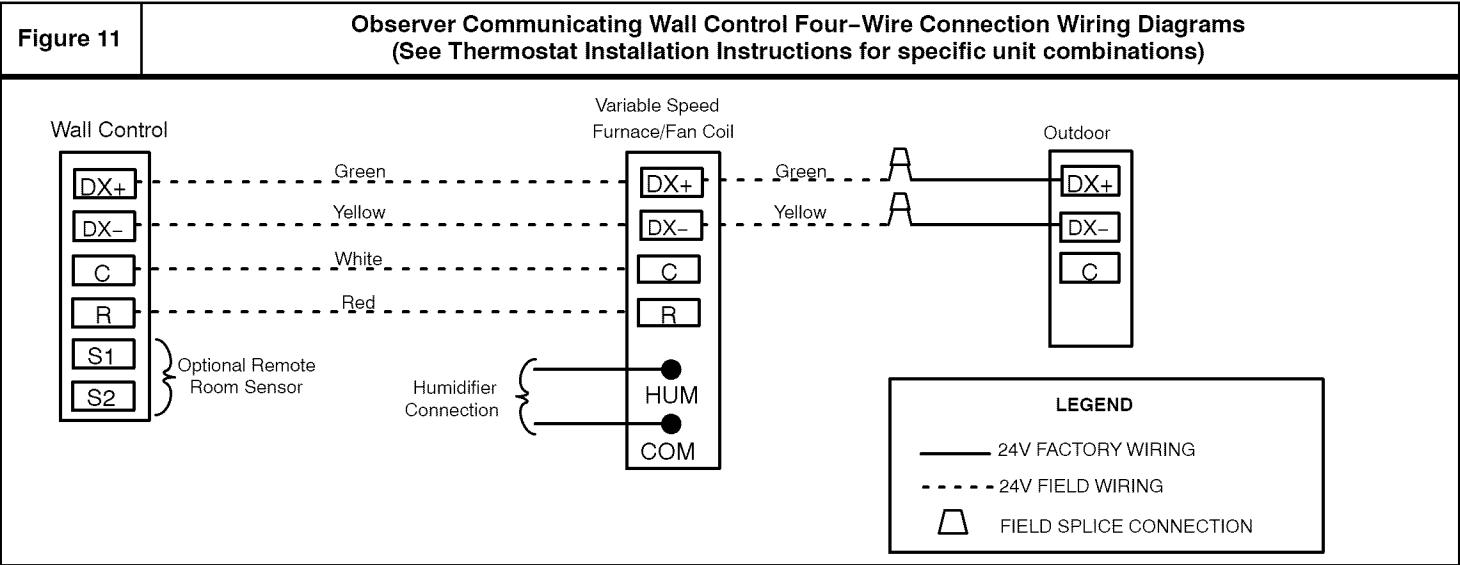 Figure 11
Observer Communicating Wall Control Four-Wire Connection Wiring Diagrams
(See Thermostat Installation Instructions for specific unit combinations)
Wall Control
Variable Speed
Furnace/Fan Coil
Outdoor
DX+
Green
DX+
Green
DX+
DX-
Yellow
DX-
Yellow
DX-
C
White
C
C
R
Red
R
S1
S2
Optional Remote
Room Sensor
Humidifier
Connection
HUM
COM
LEGEND
24V FACTORY WIRING
24V FIELD WIRING
FIELD SPLICE CONNECTION